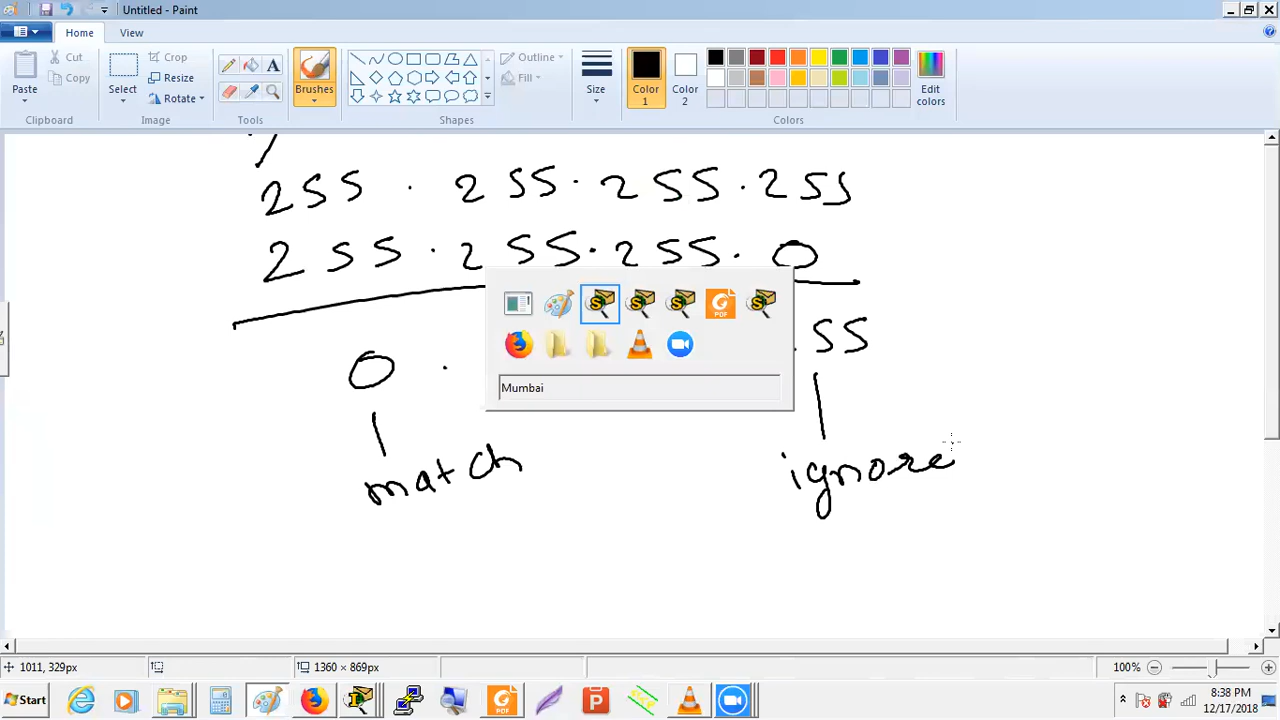 Untitled - Paint
Home
View
Paste
Cut
Copy
Clipboard
Select
Crop
Resize
Rotate
Image
Tools
Brushes
Shapes
Outline
Fill
Size
Color 1
Color 2
Edit colors
Colors
255 . 255 . 255 . 255
255 . 255 . 255 . 0
0 .
. 55
Mumbai
match
ignore
1011, 329px
1360 × 869px
100%
Start
8:38 PM
12/17/2018